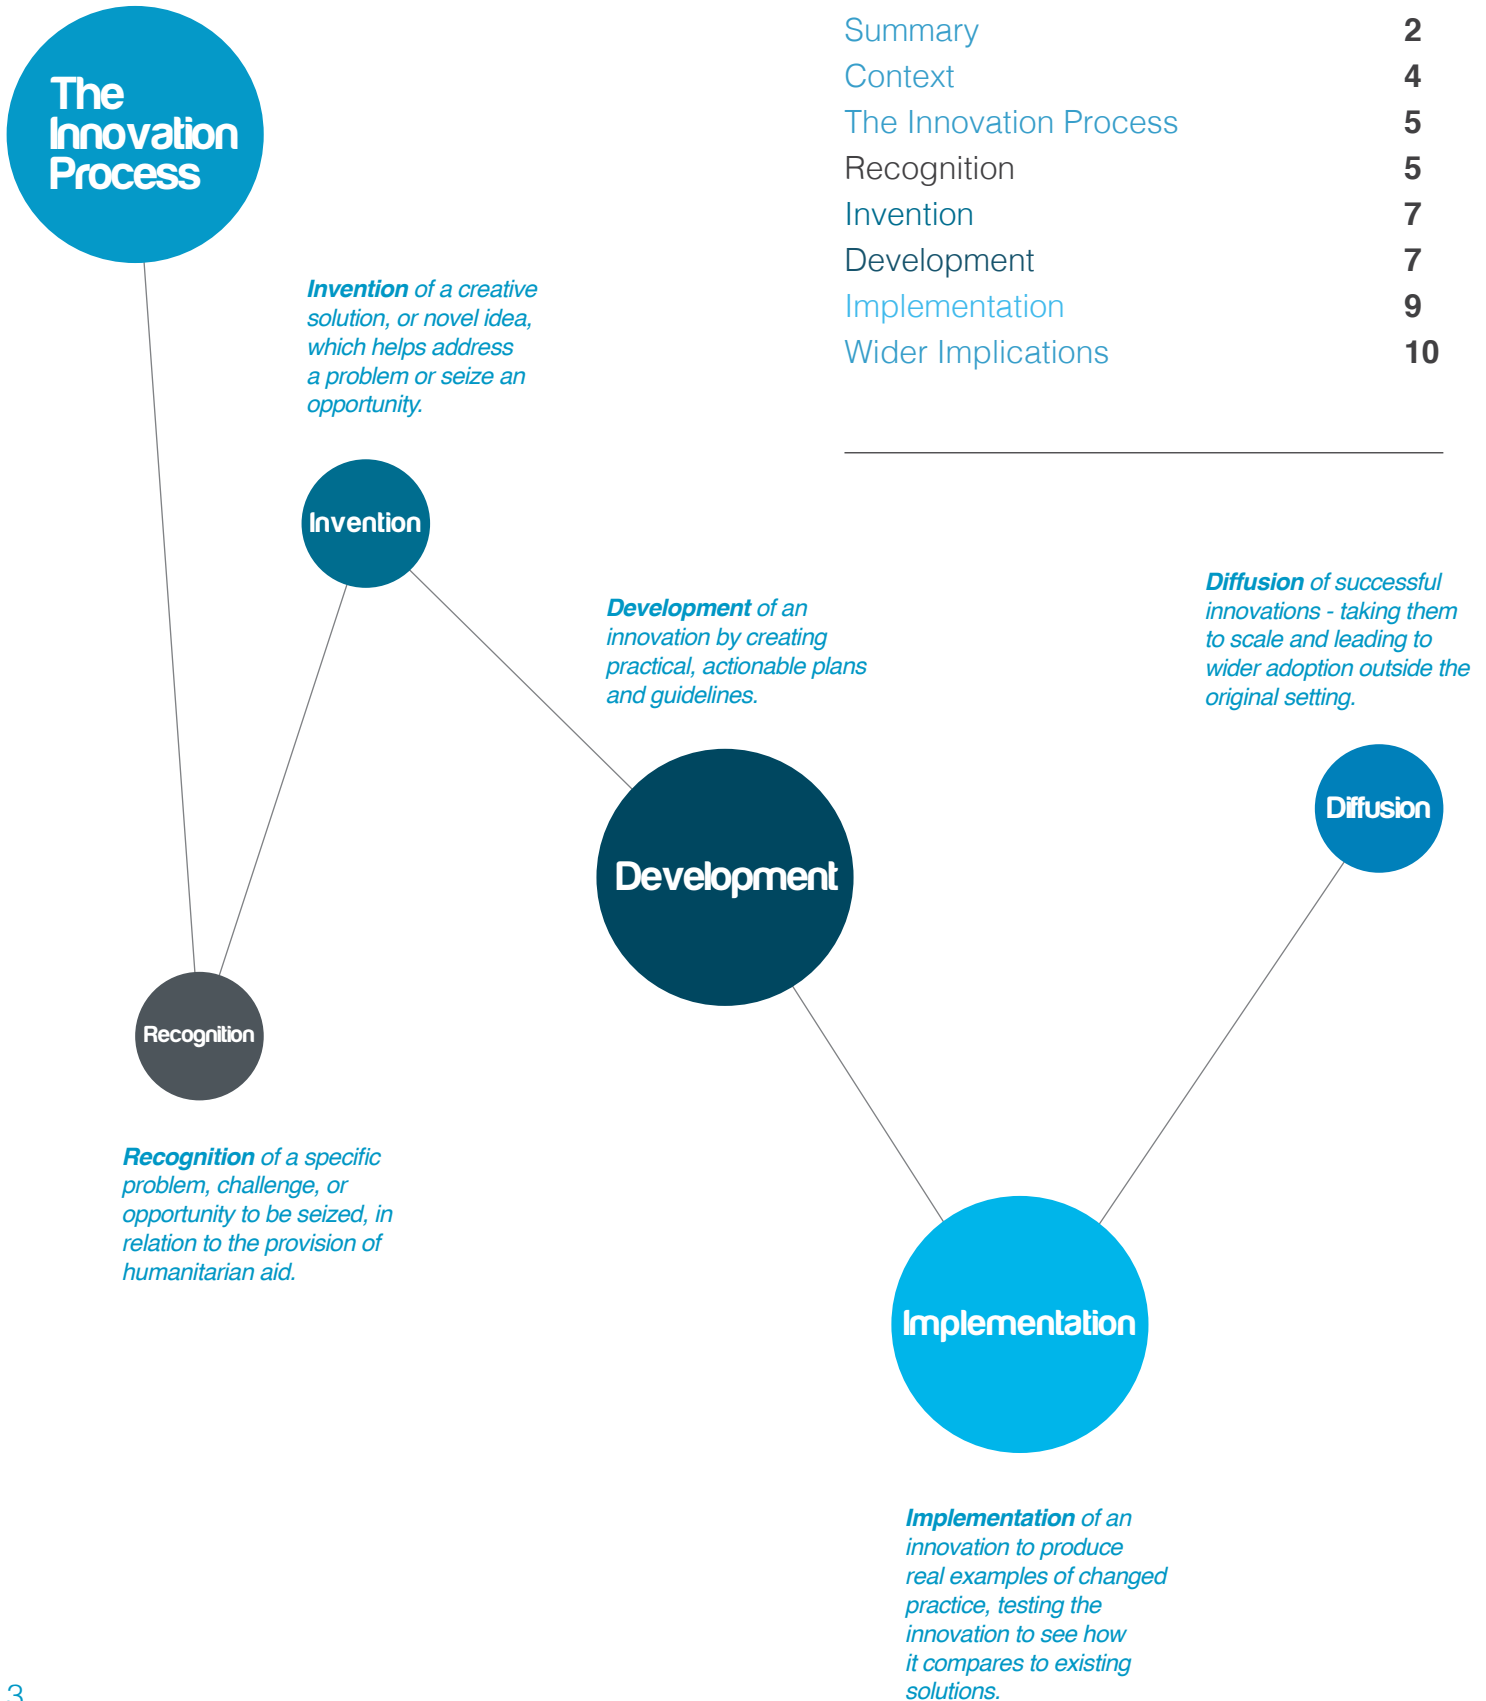 The
Innovation
Process
Summary 2
Context 4
The Innovation Process 5
Recognition 5
Invention 7
Development 7
Implementation 9
Wider Implications 10
Invention of a creative
solution, or novel idea,
which helps address
a problem or seize an
opportunity.
Invention
Development of an
innovation by creating
practical, actionable plans
and guidelines.
Development
Diffusion of successful
innovations - taking them
to scale and leading to
wider adoption outside the
original setting.
Diffusion
Recognition
Recognition of a specific
problem, challenge, or
opportunity to be seized, in
relation to the provision of
humanitarian aid.
Implementation
Implementation of an
innovation to produce
real examples of changed
practice, testing the
innovation to see how
it compares to existing
solutions.
3